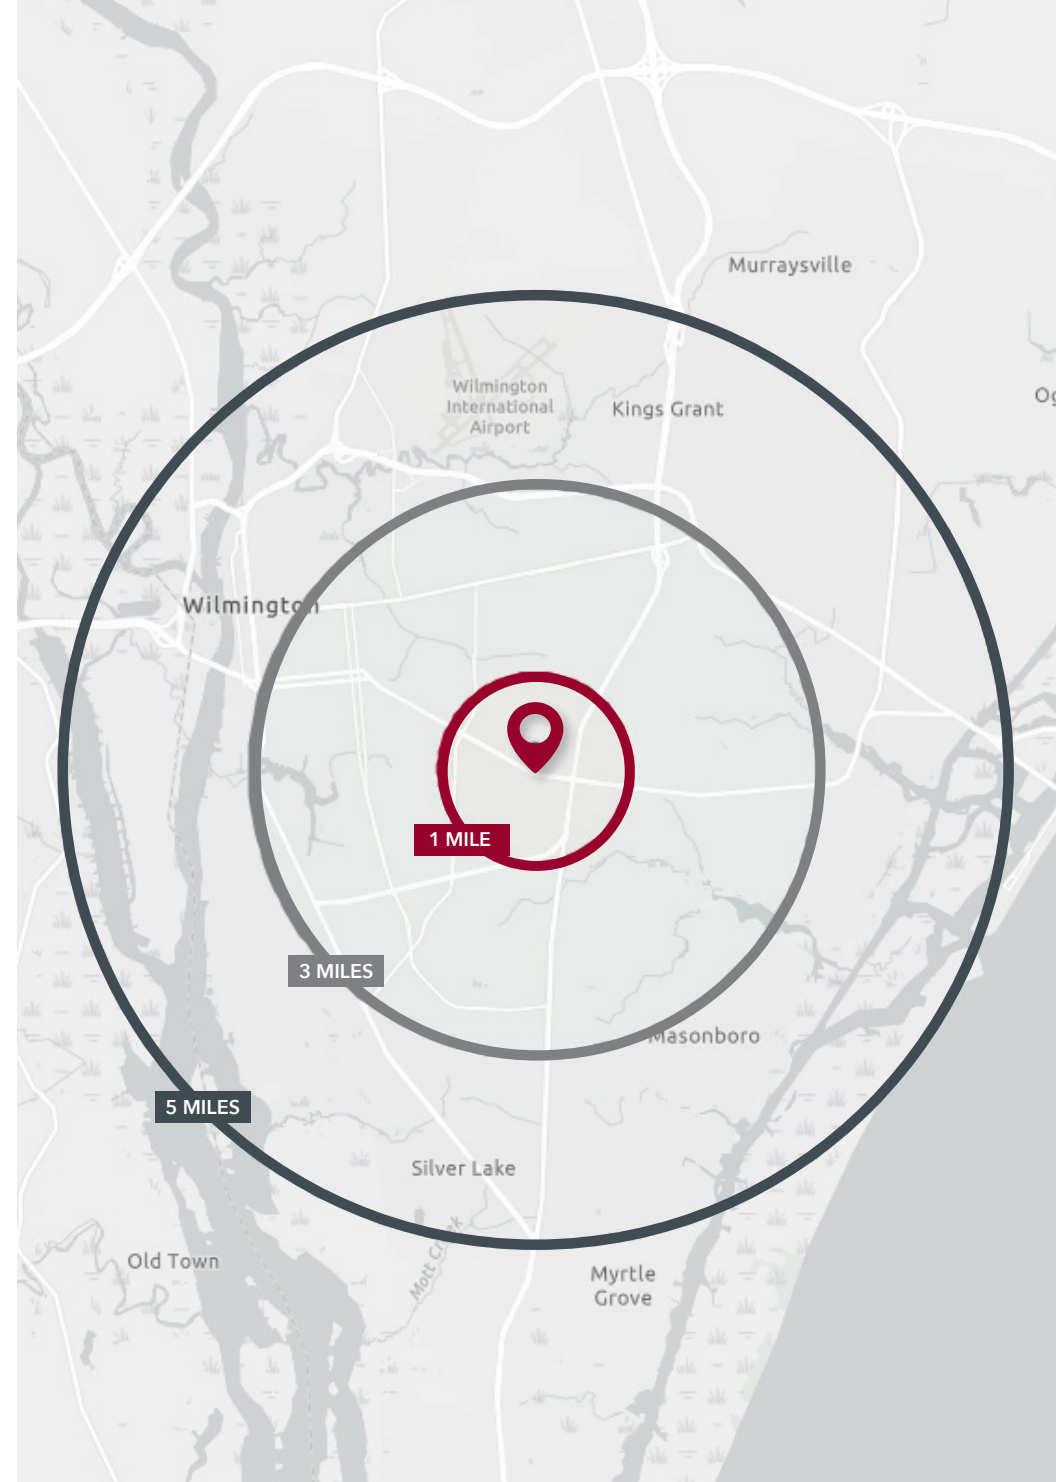 Murraysville
Wilmington
International
Airport
Kings Grant
Og
Wilmington
1 MILE
3 MILES
Masonboro
5 MILES
Silver Lake
Mott Creek
Old Town
Myrtle
Grove